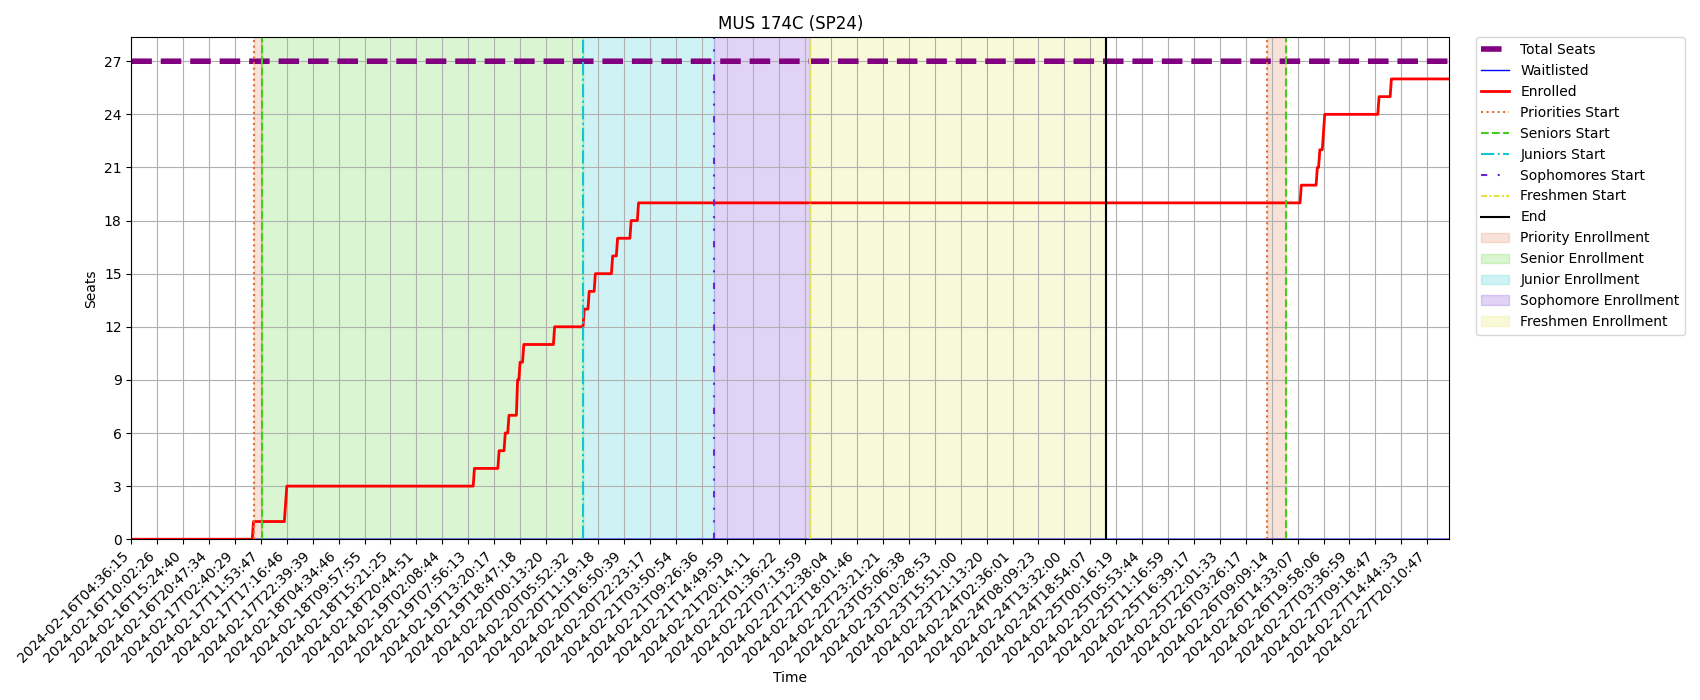 MUS 174C (SP24)
Seats
27
24
21
18
15
12
9
6
3
0
2024-02-16T04:36:15
2024-02-16T10:02:26
2024-02-16T15:24:40
2024-02-16T20:47:34
2024-02-17T02:40:29
2024-02-17T11:53:47
2024-02-17T17:16:46
2024-02-17T22:39:39
2024-02-18T04:34:46
2024-02-18T09:57:55
2024-02-18T15:21:25
2024-02-18T20:44:51
2024-02-19T02:08:44
2024-02-19T07:56:13
2024-02-19T13:20:17
2024-02-19T18:47:18
2024-02-20T00:13:20
2024-02-20T05:52:32
2024-02-20T11:19:18
2024-02-20T16:50:39
2024-02-20T22:23:17
2024-02-21T03:50:54
2024-02-21T09:26:36
2024-02-21T14:49:59
2024-02-21T20:14:11
2024-02-22T01:36:22
2024-02-22T07:13:59
2024-02-22T12:38:04
2024-02-22T18:01:46
2024-02-22T23:21:21
2024-02-23T05:06:38
2024-02-23T10:28:53
2024-02-23T15:51:00
2024-02-23T21:13:20
2024-02-24T02:36:01
2024-02-24T08:09:23
2024-02-24T13:32:00
2024-02-24T18:54:07
2024-02-25T00:16:19
2024-02-25T05:53:44
2024-02-25T11:16:59
2024-02-25T16:39:17
2024-02-25T22:01:33
2024-02-26T03:26:17
2024-02-26T09:09:14
2024-02-26T14:33:07
2024-02-26T19:58:06
2024-02-27T03:36:59
2024-02-27T09:18:47
2024-02-27T14:44:33
2024-02-27T20:10:47
Time
Total Seats
Waitlisted
Enrolled
Priorities Start
Seniors Start
Juniors Start
Sophomores Start
Freshmen Start
End
Priority Enrollment
Senior Enrollment
Junior Enrollment
Sophomore Enrollment
Freshmen Enrollment